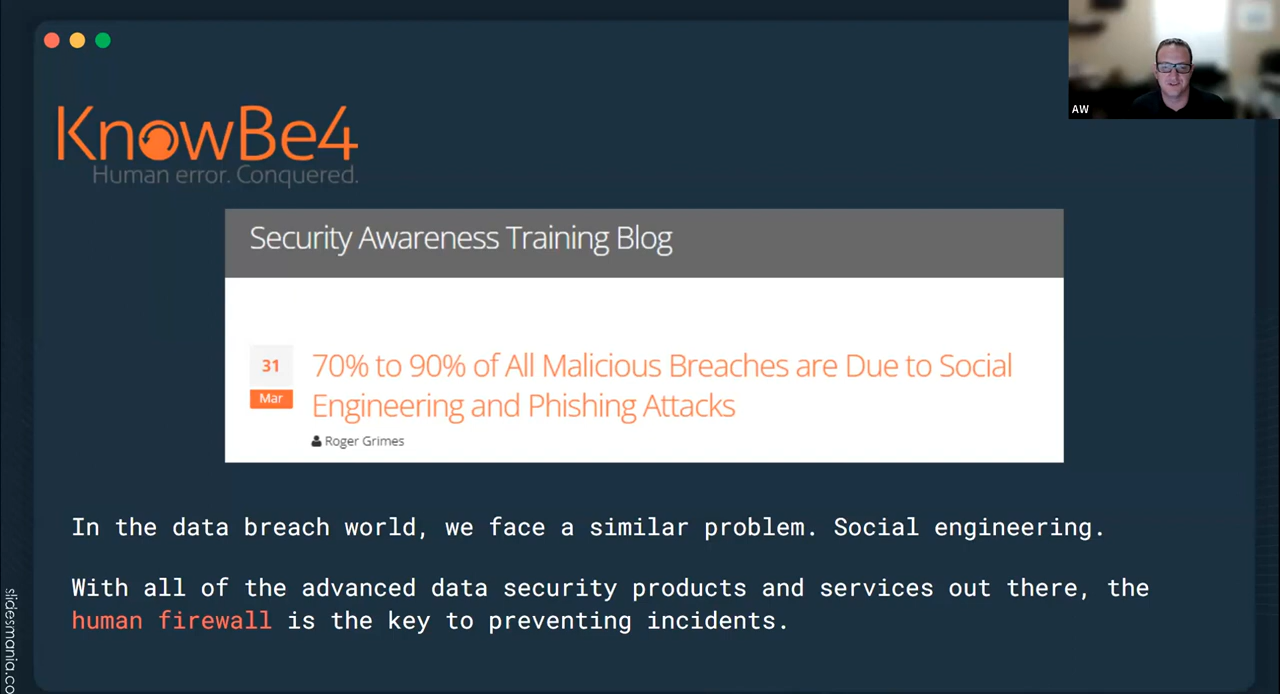 AW
KnowBe4
Human error. Conquered.
Security Awareness Training Blog
31
Mar
70% to 90% of All Malicious Breaches are Due to Social
Engineering and Phishing Attacks
Roger Grimes
In the data breach world, we face a similar problem. Social engineering.
With all of the advanced data security products and services out there, the
human firewall is the key to preventing incidents.
slidesmania.co